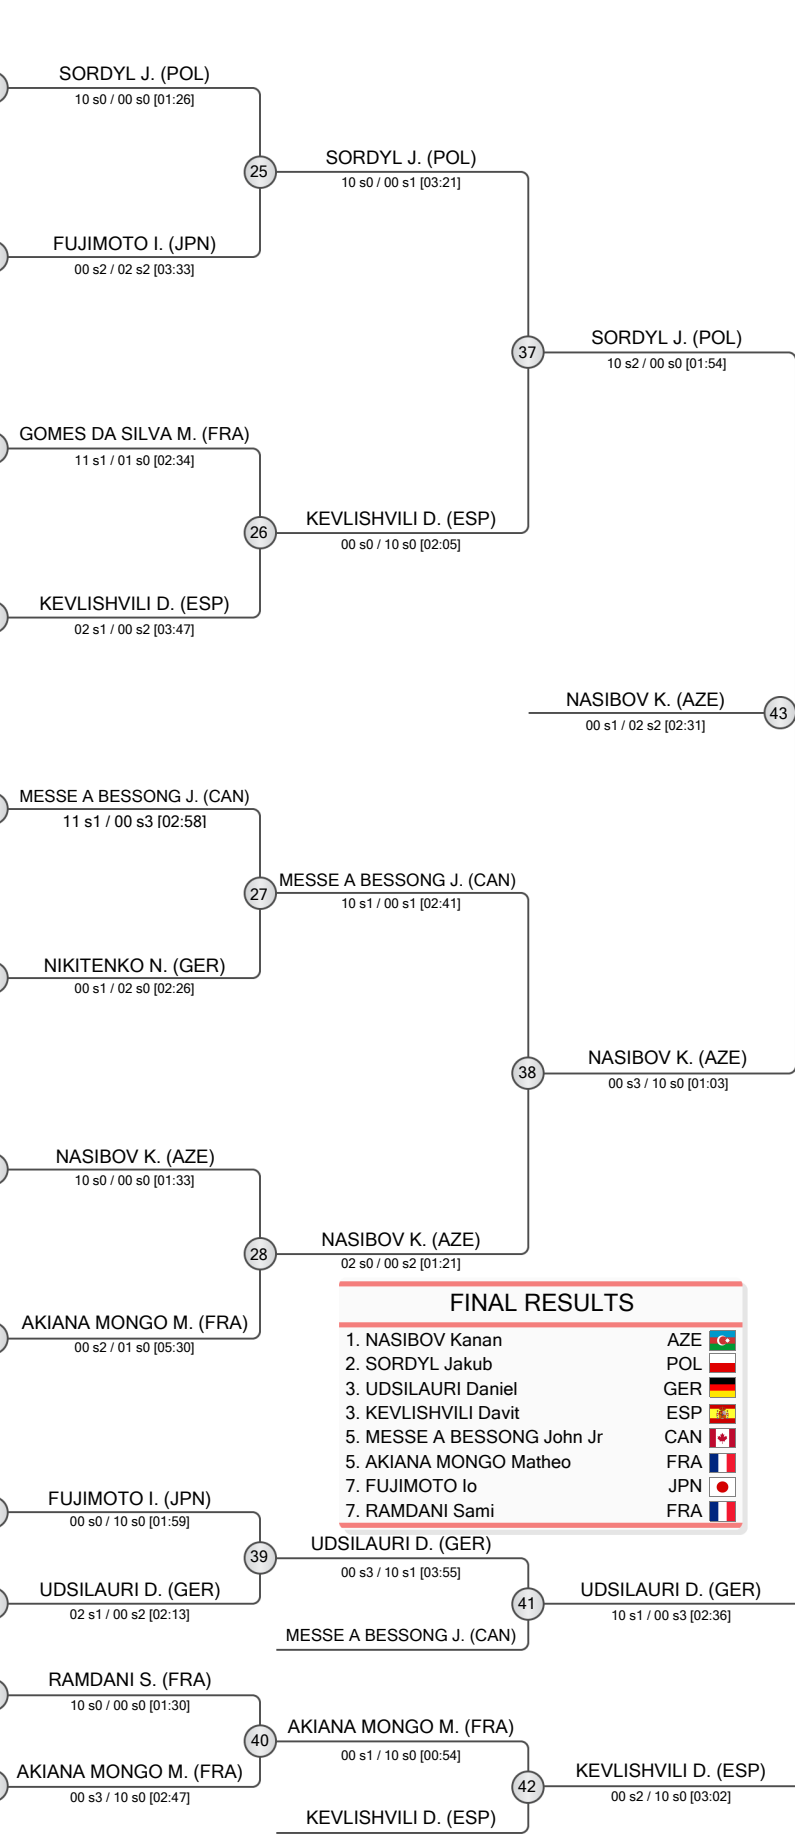 SORDYL J. (POL)
10 s0 / 00 s0 [01:26]
25
SORDYL J. (POL)
10 s0 / 00 s1 [03:21]
FUJIMOTO I. (JPN)
00 s2 / 02 s2 [03:33]
37
SORDYL J. (POL)
10 s2 / 00 s0 [01:54]
GOMES DA SILVA M. (FRA)
11 s1 / 01 s0 [02:34]
26
KEVLISHVILI D. (ESP)
00 s0 / 10 s0 [02:05]
KEVLISHVILI D. (ESP)
02 s1 / 00 s2 [03:47]
NASIBOV K. (AZE)
00 s1 / 02 s2 [02:31]
43
MESSE A BESSONG J. (CAN)
11 s1 / 00 s3 [02:58]
27
MESSE A BESSONG J. (CAN)
10 s1 / 00 s1 [02:41]
NIKITENKO N. (GER)
00 s1 / 02 s0 [02:26]
38
NASIBOV K. (AZE)
00 s3 / 10 s0 [01:03]
NASIBOV K. (AZE)
10 s0 / 00 s0 [01:33]
28
NASIBOV K. (AZE)
02 s0 / 00 s2 [01:21]
AKIANA MONGO M. (FRA)
00 s2 / 01 s0 [05:30]
FINAL RESULTS
1. NASIBOV Kanan AZE
2. SORDYL Jakub POL
3. UDSILAURI Daniel GER
3. KEVLISHVILI Davit ESP
5. MESSE A BESSONG John Jr CAN
5. AKIANA MONGO Matheo FRA
7. FUJIMOTO Io JPN
7. RAMDANI Sami FRA
FUJIMOTO I. (JPN)
00 s0 / 10 s0 [01:59]
39
UDSILAURI D. (GER)
00 s3 / 10 s1 [03:55]
UDSILAURI D. (GER)
02 s1 / 00 s2 [02:13]
41
UDSILAURI D. (GER)
10 s1 / 00 s3 [02:36]
MESSE A BESSONG J. (CAN)
RAMDANI S. (FRA)
10 s0 / 00 s0 [01:30]
40
AKIANA MONGO M. (FRA)
00 s1 / 10 s0 [00:54]
AKIANA MONGO M. (FRA)
00 s3 / 10 s0 [02:47]
42
KEVLISHVILI D. (ESP)
00 s2 / 10 s0 [03:02]
KEVLISHVILI D. (ESP)